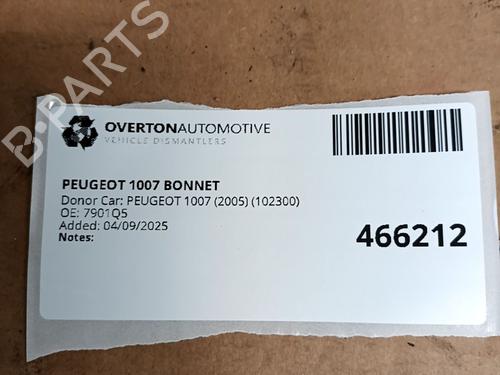 B-PARTS
OVERTONAUTOMOTIVE
VEHICLE DISMANTLERS
PEUGEOT 1007 BONNET
Donor Car: PEUGEOT 1007 (2005) (102300)
OE: 7901Q5
Added: 04/09/2025
Notes:
466212